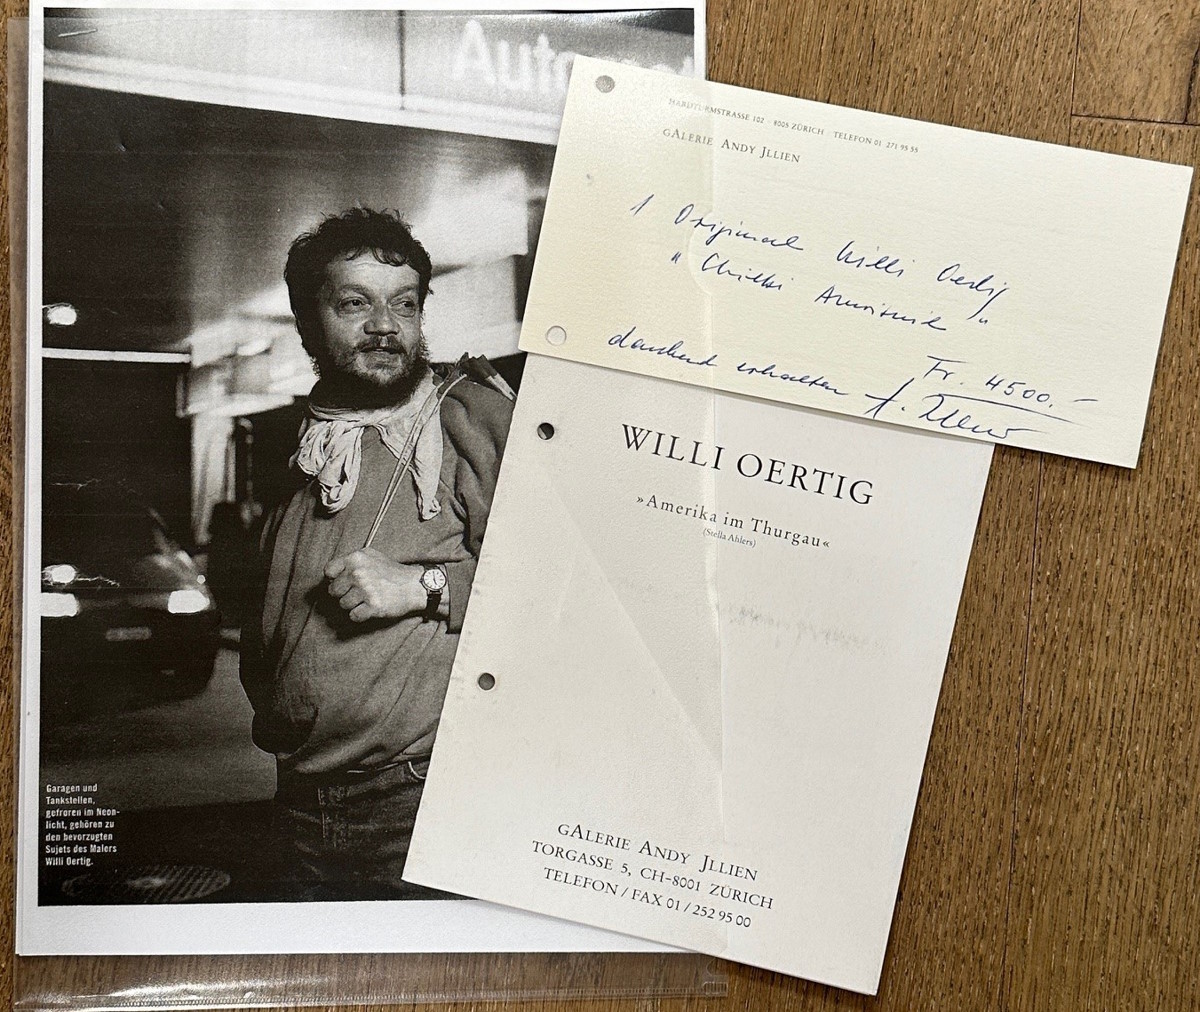 Auto
HARDTURMSTRASSE 102 · 8005 ZÜRICH · TELEFON 01 271 95 55
GALERIE ANDY JLLIEN
1 Original Willi Oertig
"
"
dankend erhalten
Fr. 4500.–
WILLI OERTIG
»Amerika im Thurgau«
(Stella Ahlers)
GALERIE ANDY JLLIEN
TORGASSE 5, CH-8001 ZÜRICH
TELEFON / FAX 01 / 252 95 00
Garagen und
Tankstellen,
gefroren im Neon-
licht, gehören zu
den bevorzugten
Sujets des Malers
Willi Oertig.